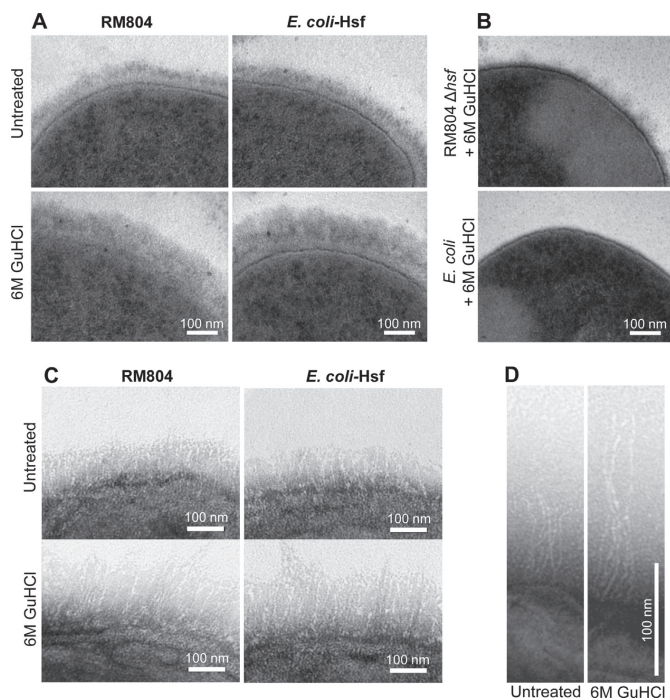 A
RM804
E. coli-Hsf
Untreated
6M GuHCl
100 nm
100 nm
B
RM804 Δhsf
+ 6M GuHCl
E. coli
+ 6M GuHCl
100 nm
C
RM804
E. coli-Hsf
Untreated
100 nm
100 nm
6M GuHCl
100 nm
100 nm
D
100 nm
Untreated
6M GuHCl